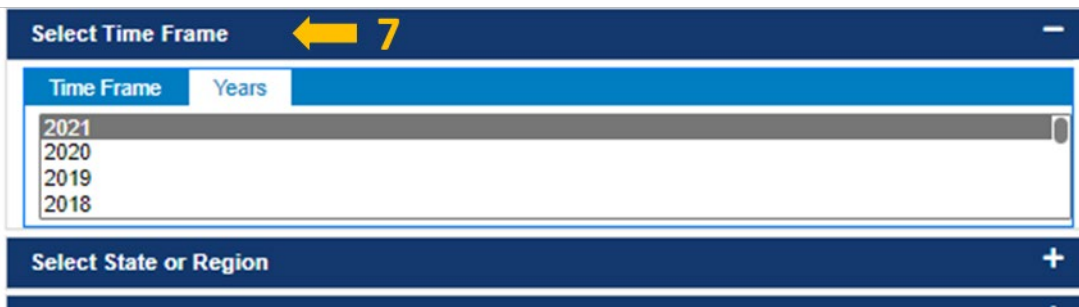 Select Time Frame 7
Time Frame Years
2021
2020
2019
2018
Select State or Region